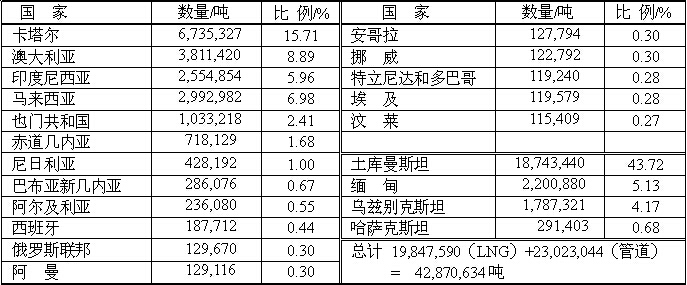 国 家 数量/吨 比 例/% 国 家 数量/吨 比 例/%
卡塔尔 6,735,327 15.71 安哥拉 127,794 0.30
澳大利亚 3,811,420 8.89 挪 威 122,792 0.30
印度尼西亚 2,554,854 5.96 特立尼达和多巴哥 119,240 0.28
马来西亚 2,992,982 6.98 埃 及 119,579 0.28
也门共和国 1,033,218 2.41 汶 莱 115,409 0.27
赤道几内亚 718,129 1.68
尼日利亚 428,192 1.00 土库曼斯坦 18,743,440 43.72
巴布亚新几内亚 286,076 0.67 缅 甸 2,200,880 5.13
阿尔及利亚 236,080 0.55 乌兹别克斯坦 1,787,321 4.17
西班牙 187,712 0.44 哈萨克斯坦 291,403 0.68
俄罗斯联邦 129,670 0.30 总计 19,847,590（LNG）+23,023,044（管道）
阿 曼 129,116 0.30 = 42,870,634吨